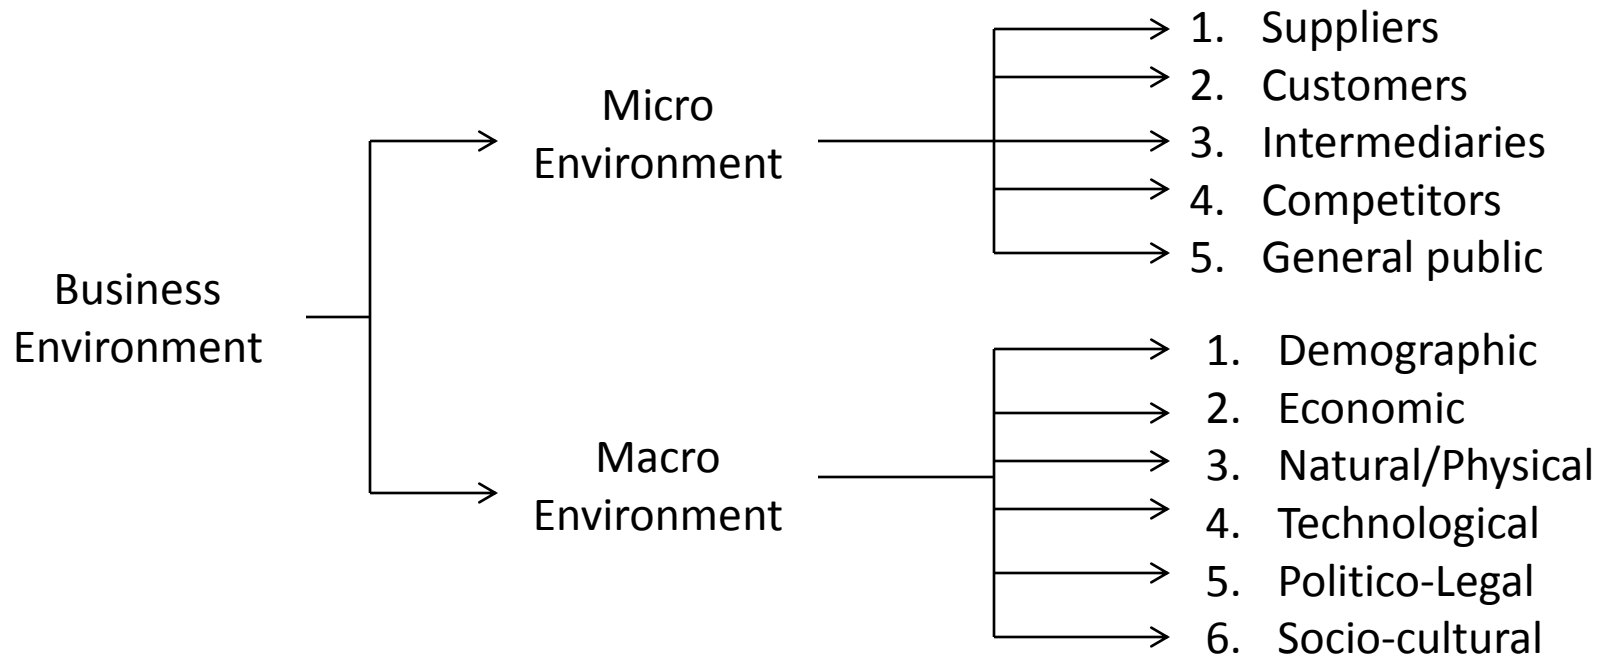 Business
Environment
Micro
Environment
1. Suppliers
2. Customers
3. Intermediaries
4. Competitors
5. General public
Macro
Environment
1. Demographic
2. Economic
3. Natural/Physical
4. Technological
5. Politico-Legal
6. Socio-cultural